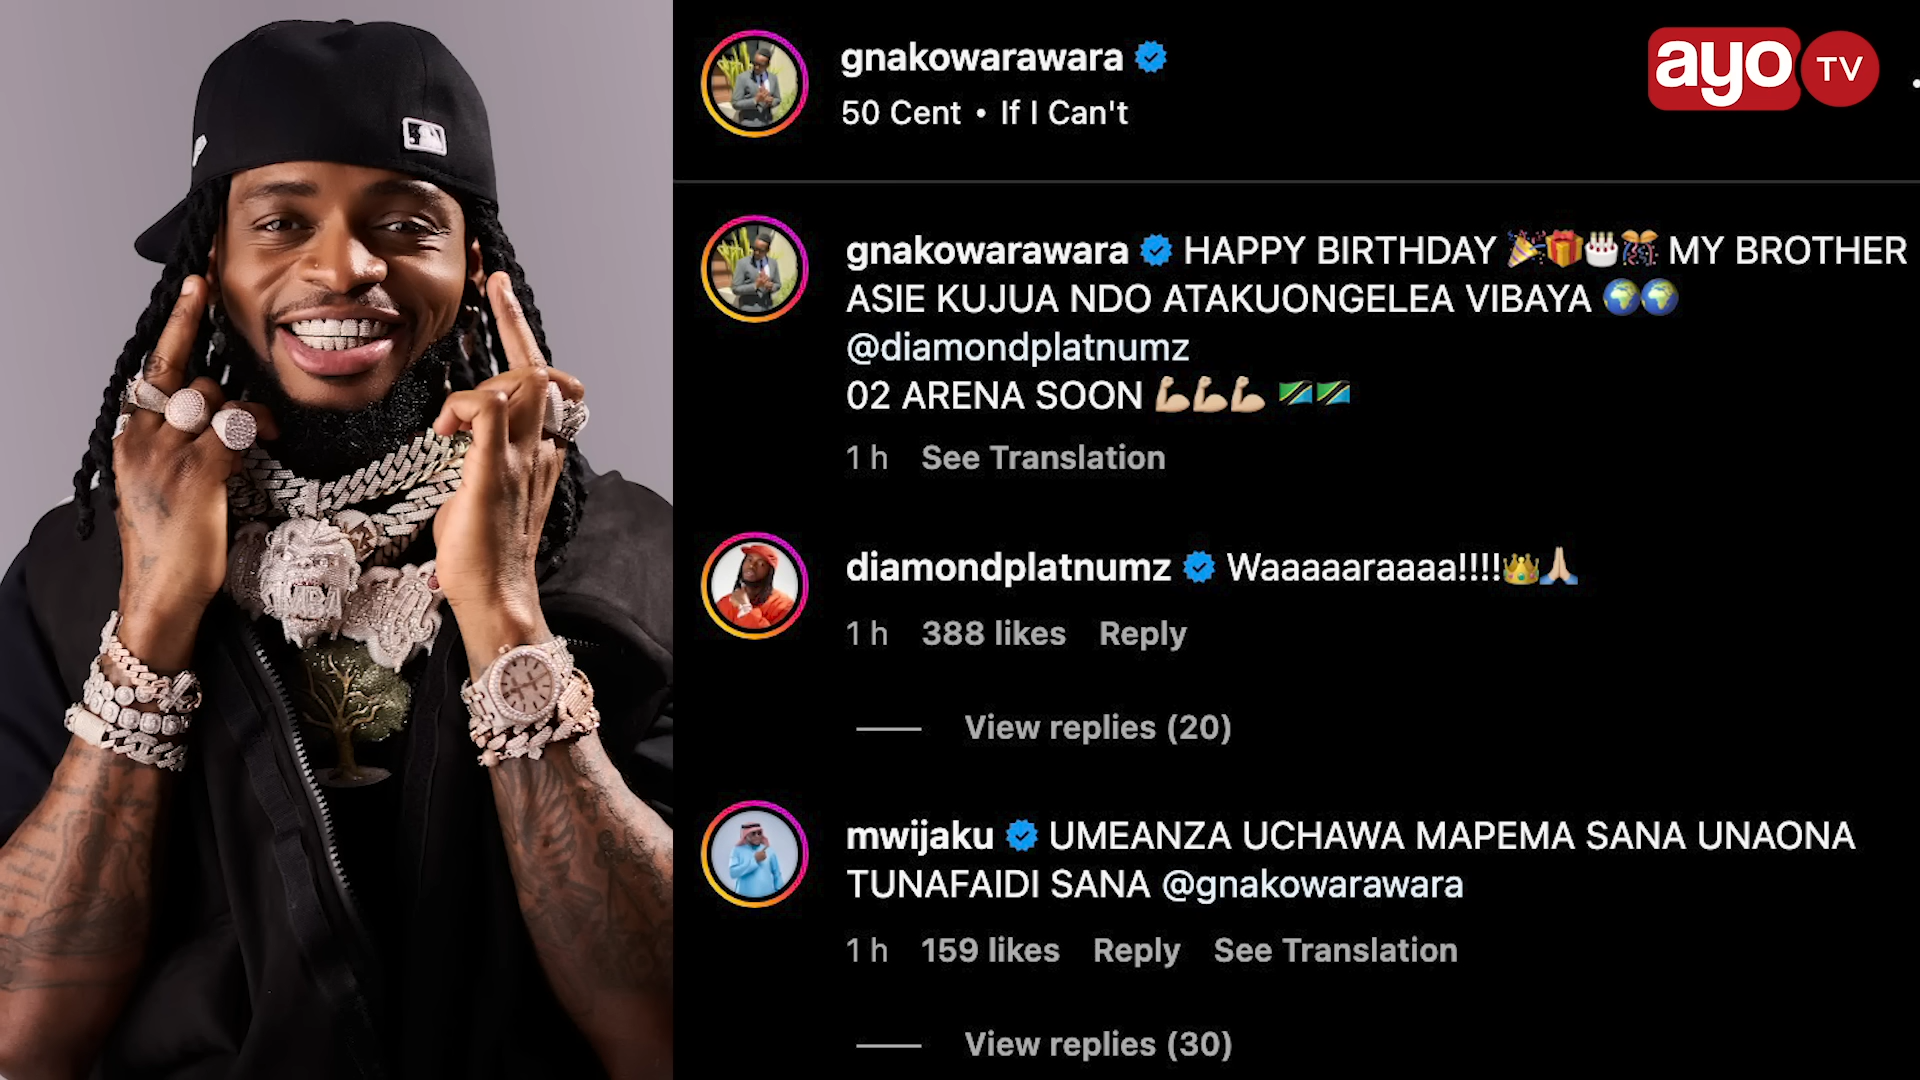 gnakowarawara
50 Cent • If I Can't
ayo TV
gnakowarawara HAPPY BIRTHDAY 🎉🎁🎂🎊 MY BROTHER
ASIE KUJUA NDO ATAKUONGELEA VIBAYA 🌍🌍
@diamondplatnumz
02 ARENA SOON 💪🏼💪🏼💪🏼 🇹🇿🇹🇿
1 h See Translation
diamondplatnumz Waaaaaraaaa!!!!👑🙏🏼
1 h 388 likes Reply
View replies (20)
mwijaku UMEANZA UCHAWA MAPEMA SANA UNAONA
TUNAFAIDI SANA @gnakowarawara
1 h 159 likes Reply See Translation
View replies (30)
SIMBA